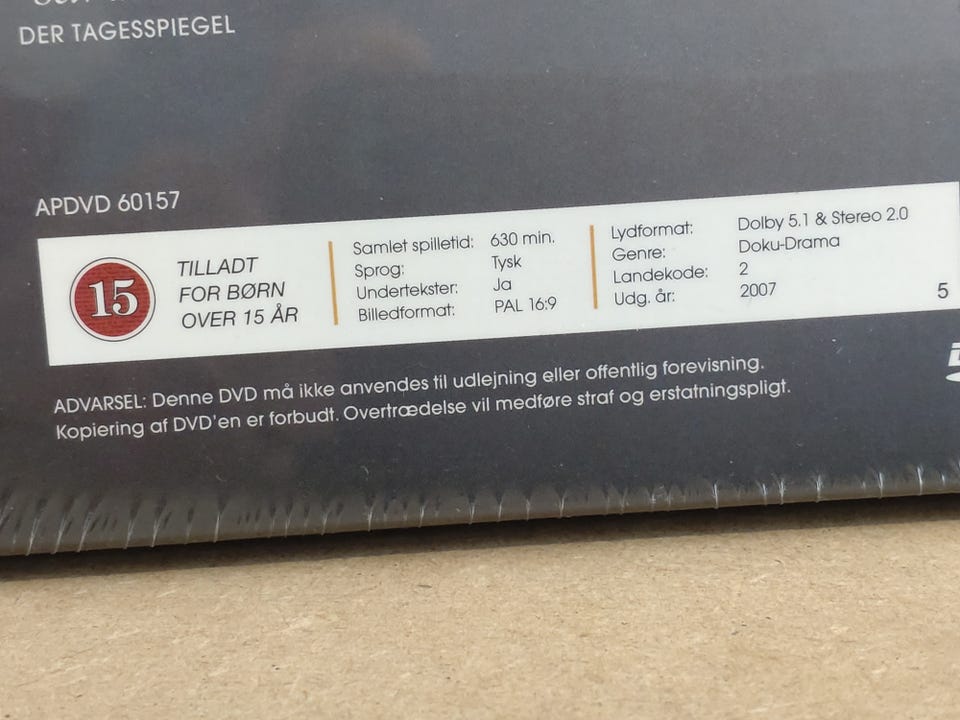 DER TAGESSPIEGEL
APDVD 60157
15
TILLADT
FOR BØRN
OVER 15 ÅR
Samlet spilletid: 630 min.
Sprog: Tysk
Undertekster: Ja
Billedformat: PAL 16:9
Lydformat: Dolby 5.1 & Stereo 2.0
Genre: Doku-Drama
Landekode: 2
Udg. år: 2007
5
ADVARSEL: Denne DVD må ikke anvendes til udlejning eller offentlig forevisning.
Kopiering af DVD'en er forbudt. Overtrædelse vil medføre straf og erstatningspligt.